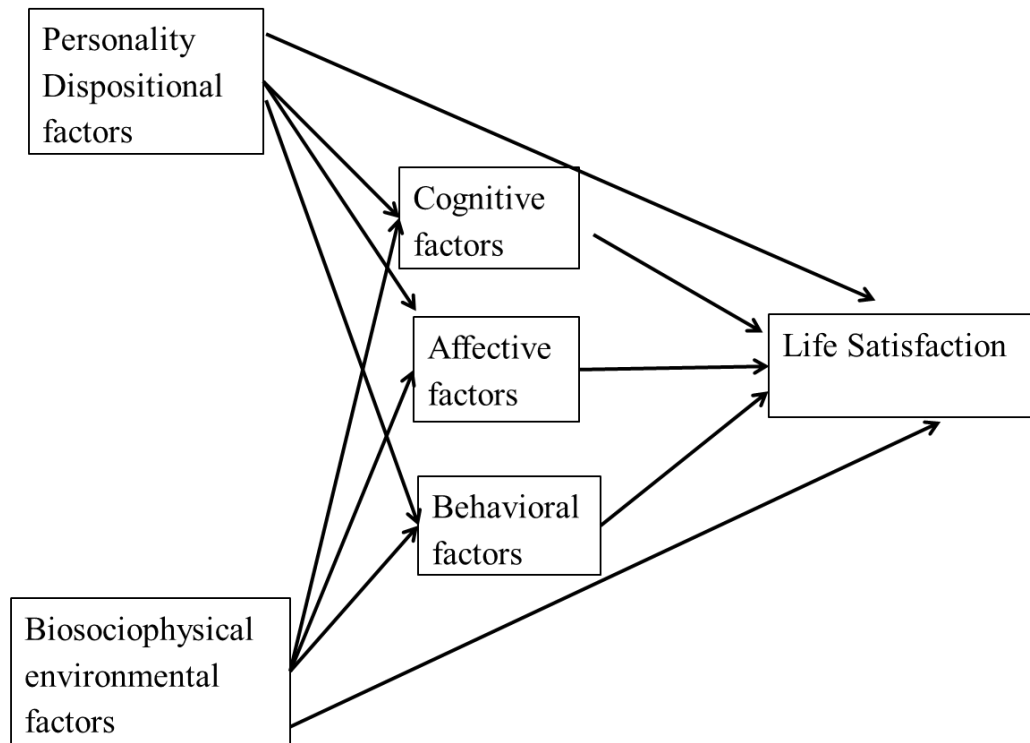 Personality
Dispositional
factors
Cognitive
factors
Affective
factors
Life Satisfaction
Behavioral
factors
Biosociophysical
environmental
factors